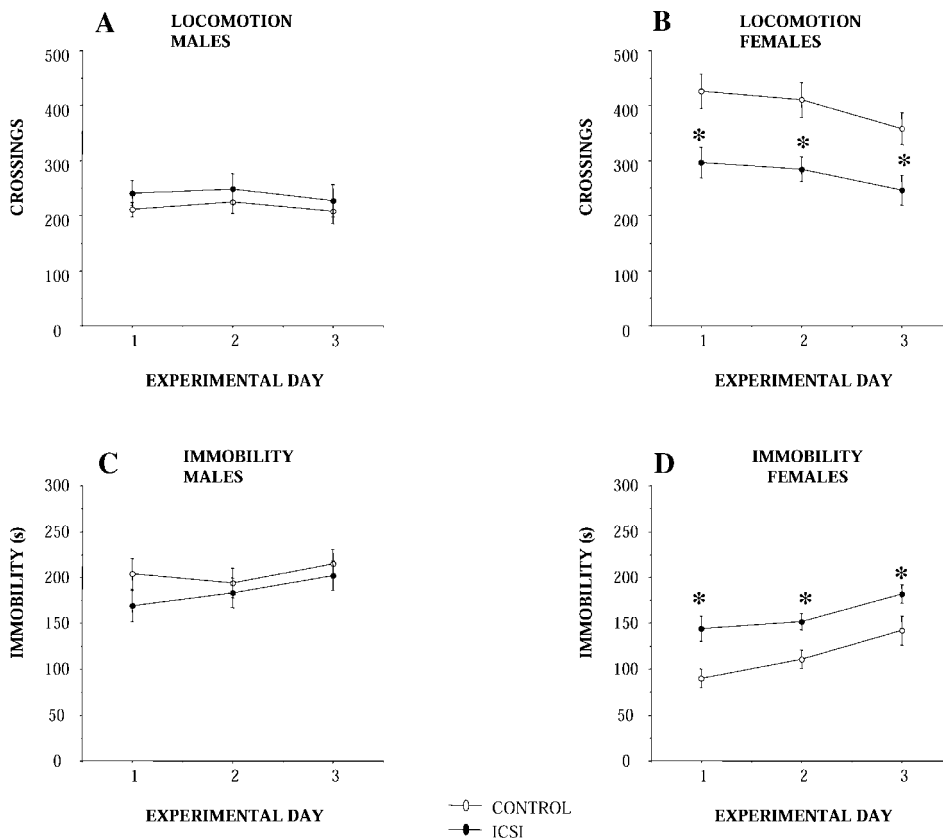 A
LOCOMOTION
MALES
500
400
300
200
100
0
CROSSINGS
1 2 3
EXPERIMENTAL DAY
B
LOCOMOTION
FEMALES
500
400
300
200
100
0
CROSSINGS
* * *
1 2 3
EXPERIMENTAL DAY
C
IMMOBILITY
MALES
300
250
200
150
100
50
0
IMMOBILITY (s)
1 2 3
EXPERIMENTAL DAY
D
IMMOBILITY
FEMALES
300
250
200
150
100
50
0
IMMOBILITY (s)
* * *
1 2 3
EXPERIMENTAL DAY
CONTROL
ICSI